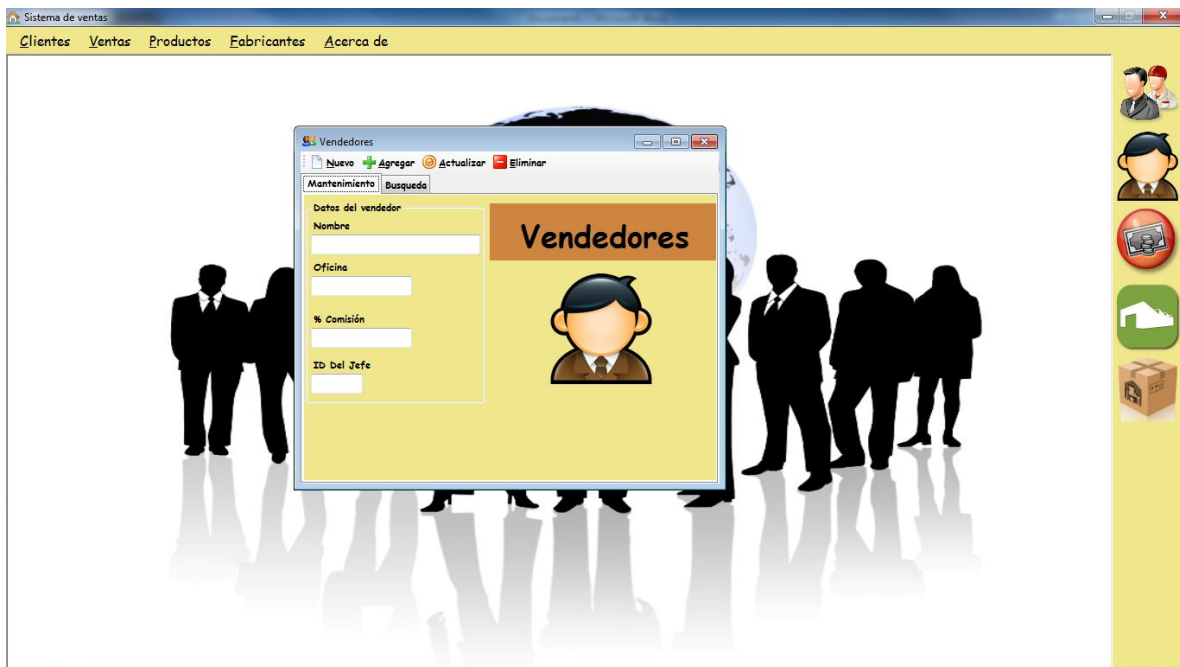 Sistema de ventas
Clientes Ventas Productos Fabricantes Acerca de
Vendedores
Nuevo Agregar Actualizar Eliminar
Mantenimiento Busqueda
Datos del vendedor
Nombre
Vendedores
Oficina
% Comisión
ID Del Jefe